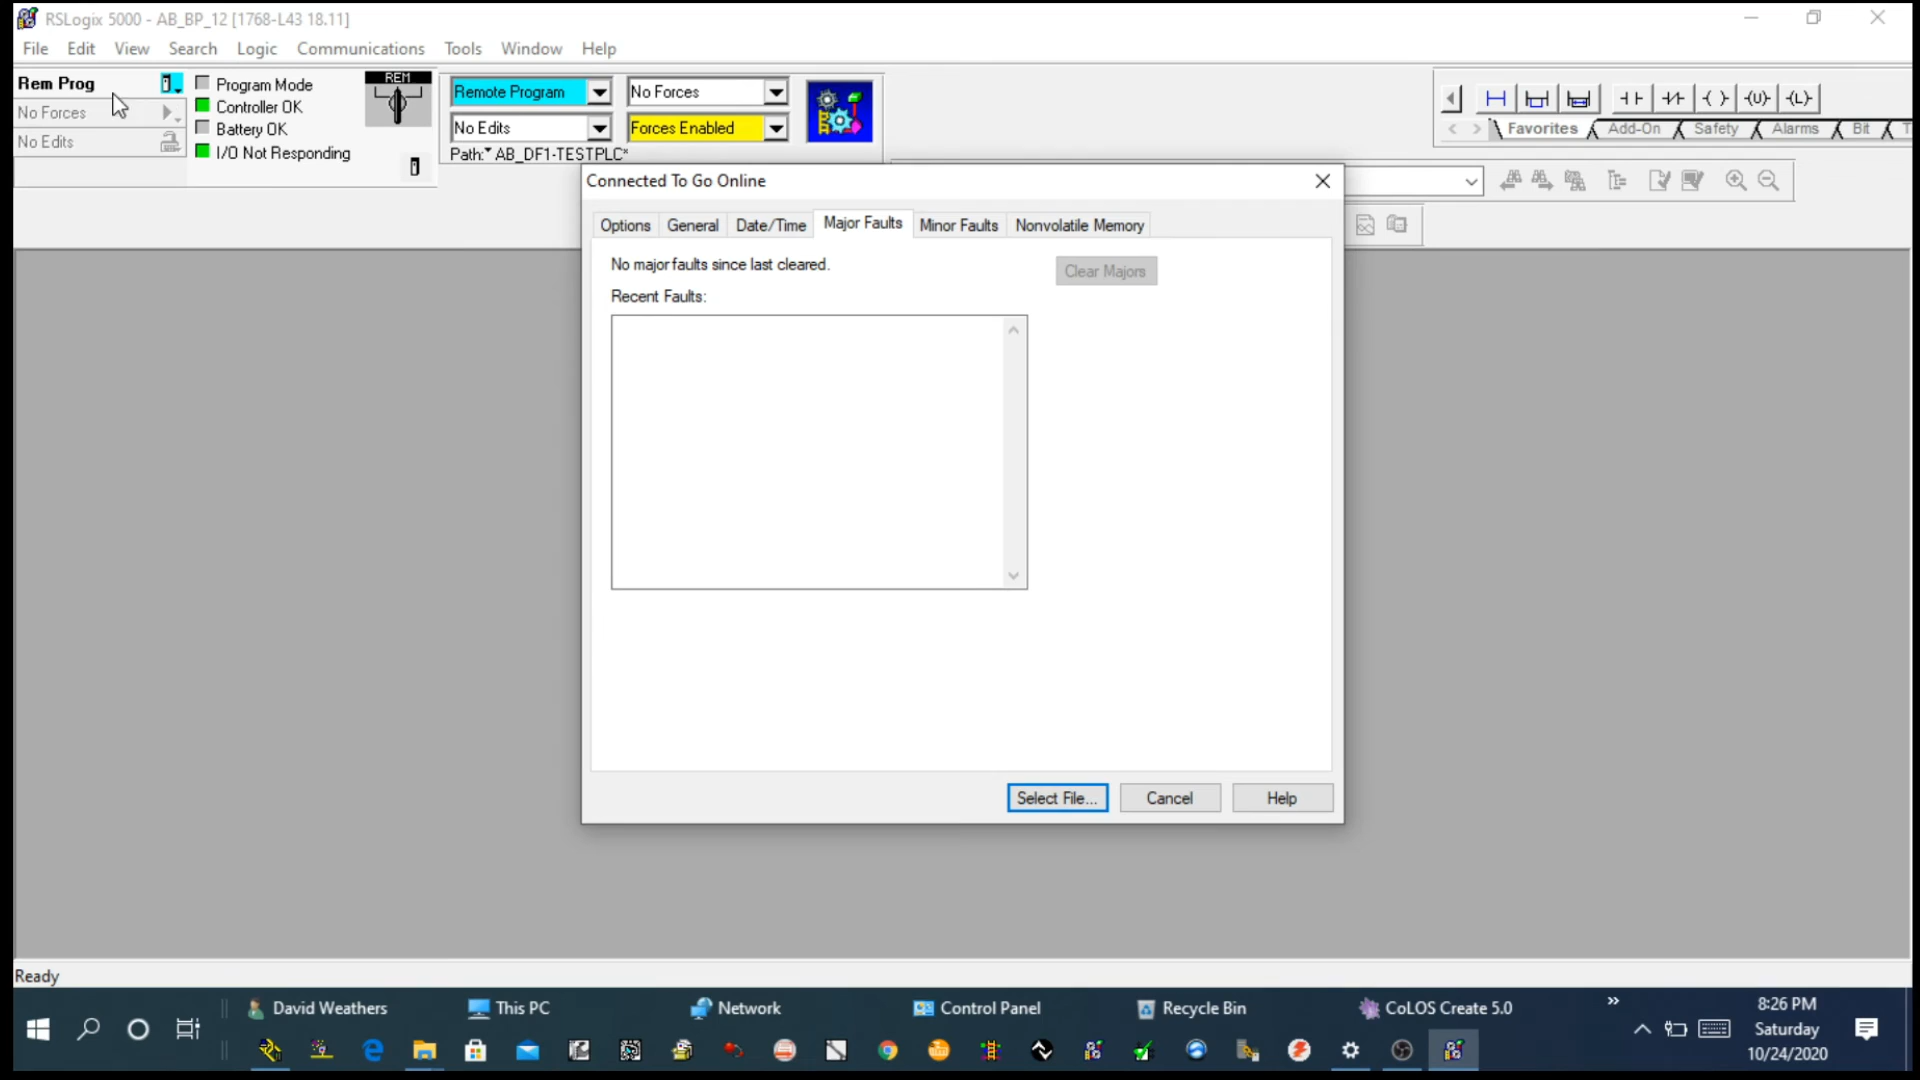 RSLogix 5000 - AB_BP_12 [1768-L43 18.11]
File Edit View Search Logic Communications Tools Window Help
Rem Prog
No Forces
No Edits
Program Mode
Controller OK
Battery OK
I/O Not Responding
REM
Remote Program
No Forces
No Edits
Forces Enabled
Path: AB_DF1-TESTPLC*
Favorites Add-On Safety Alarms Bit T
Connected To Go Online
Options General Date/Time Major Faults Minor Faults Nonvolatile Memory
No major faults since last cleared.
Clear Majors
Recent Faults:
Select File... Cancel Help
Ready
David Weathers This PC Network Control Panel Recycle Bin CoLOS Create 5.0
8:26 PM
Saturday
10/24/2020